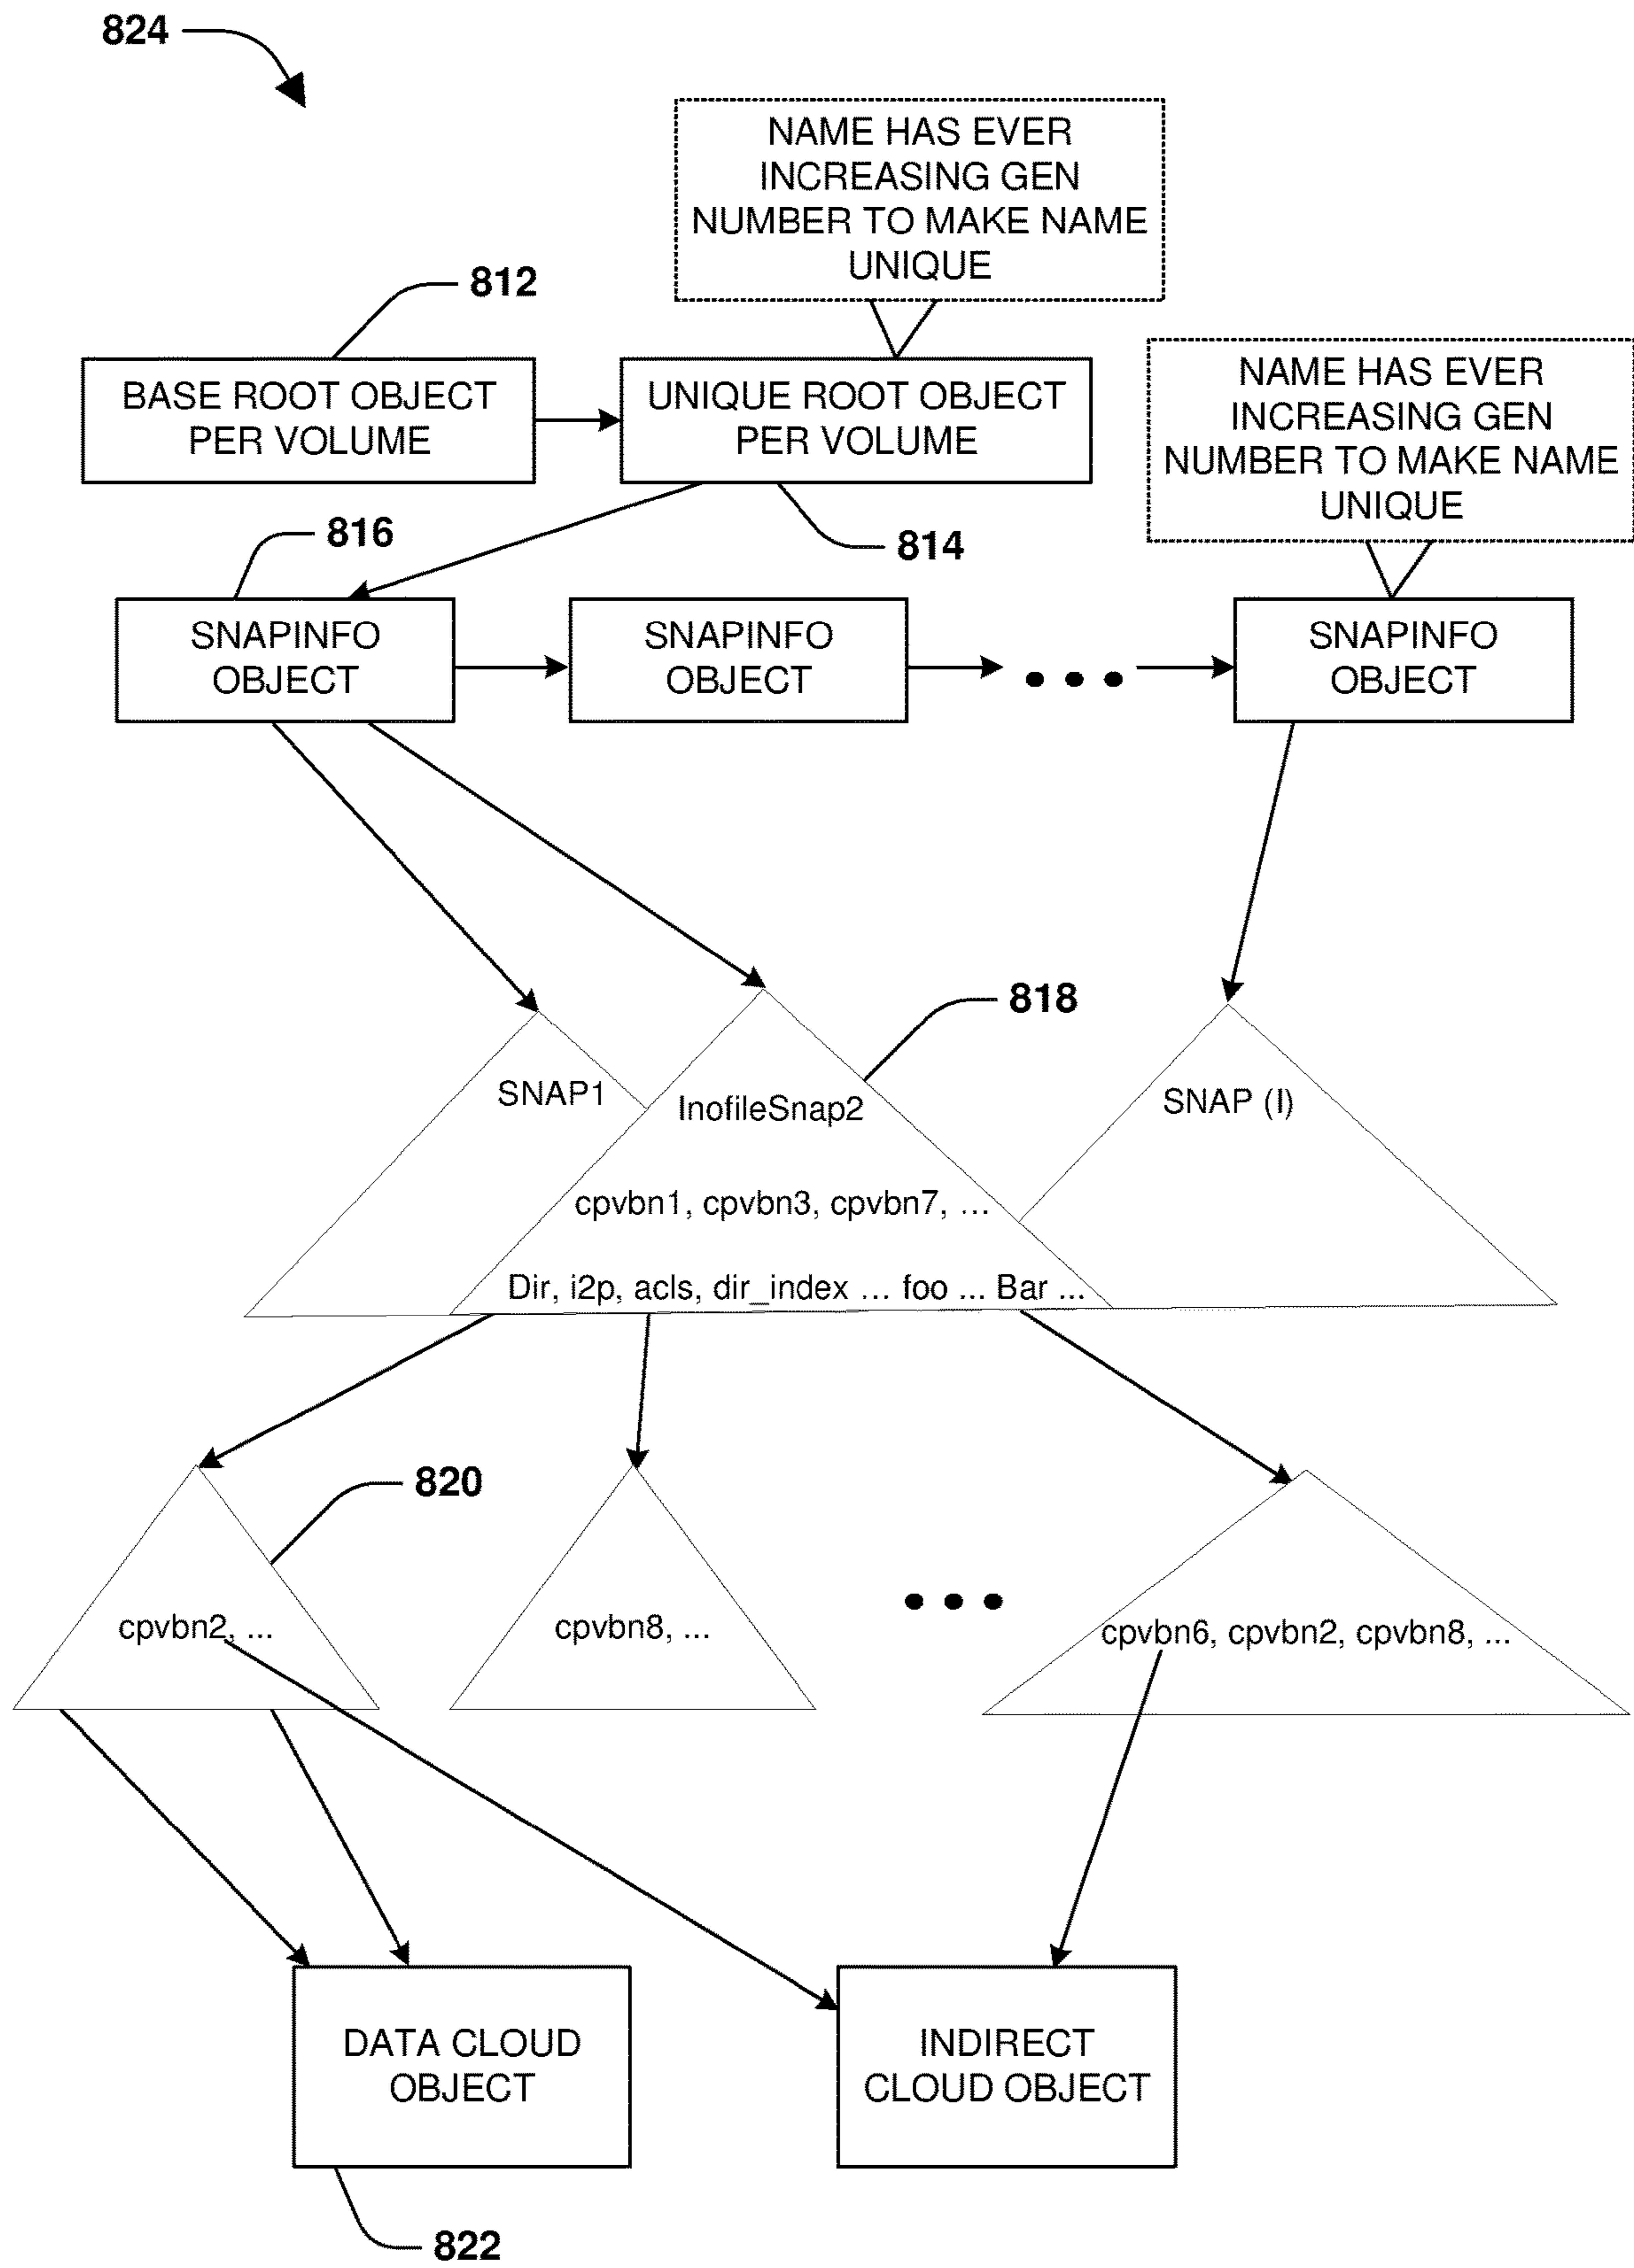 824
NAME HAS EVER
INCREASING GEN
NUMBER TO MAKE NAME
UNIQUE
812
BASE ROOT OBJECT
PER VOLUME
UNIQUE ROOT OBJECT
PER VOLUME
NAME HAS EVER
INCREASING GEN
NUMBER TO MAKE NAME
UNIQUE
816
814
SNAPINFO
OBJECT
SNAPINFO
OBJECT
SNAPINFO
OBJECT
818
SNAP1
InofileSnap2
SNAP (I)
cpvbn1, cpvbn3, cpvbn7, ...
Dir, i2p, acls, dir_index ... foo ... Bar ...
820
cpvbn2, ...
cpvbn8, ...
cpvbn6, cpvbn2, cpvbn8, ...
DATA CLOUD
OBJECT
INDIRECT
CLOUD OBJECT
822